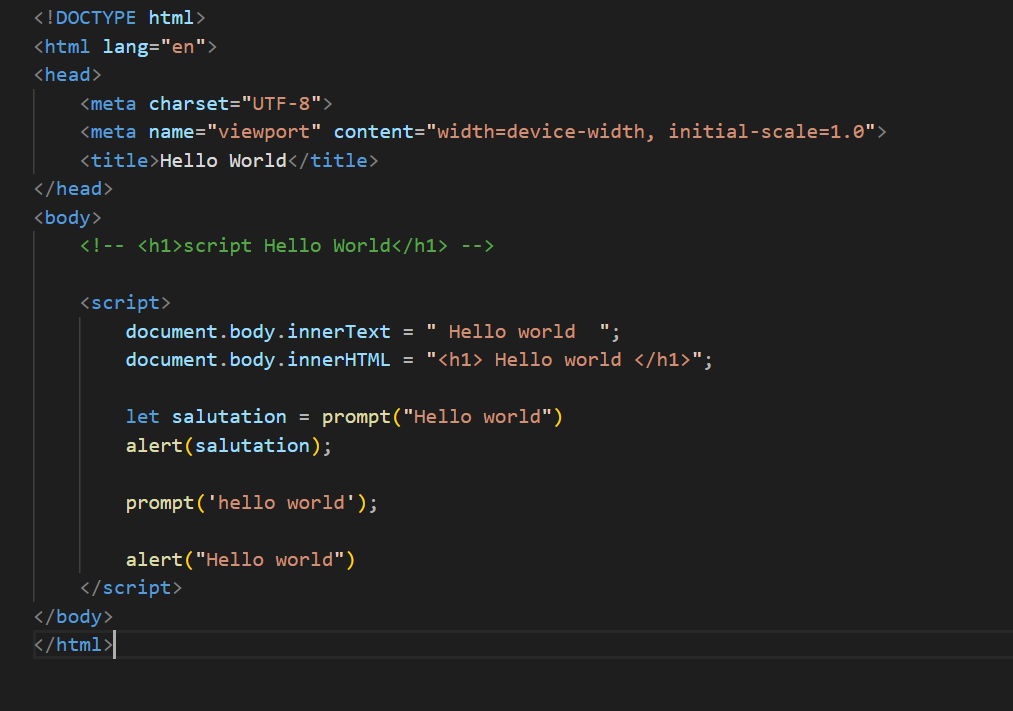 <!DOCTYPE html>
<html lang="en">
<head>
    <meta charset="UTF-8">
    <meta name="viewport" content="width=device-width, initial-scale=1.0">
    <title>Hello World</title>
</head>
<body>
    <!-- <h1>script Hello World</h1> -->

    <script>
        document.body.innerText = " Hello world  ";
        document.body.innerHTML = "<h1> Hello world </h1>";

        let salutation = prompt("Hello world")
        alert(salutation);

        prompt('hello world');

        alert("Hello world")
    </script>
</body>
</html>